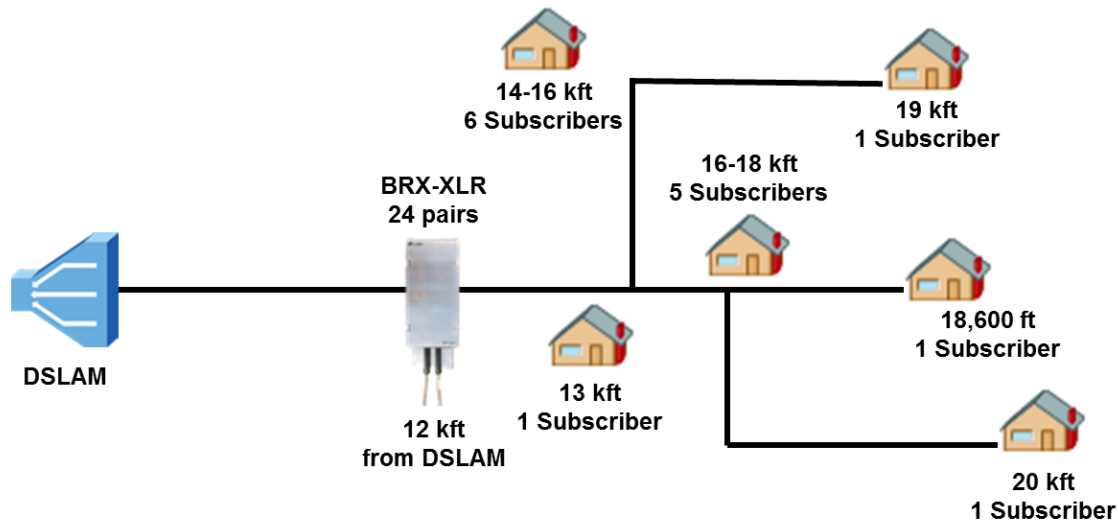 14-16 kft
6 Subscribers
19 kft
1 Subscriber
16-18 kft
5 Subscribers
BRX-XLR
24 pairs
18,600 ft
1 Subscriber
DSLAM
13 kft
1 Subscriber
12 kft
from DSLAM
20 kft
1 Subscriber